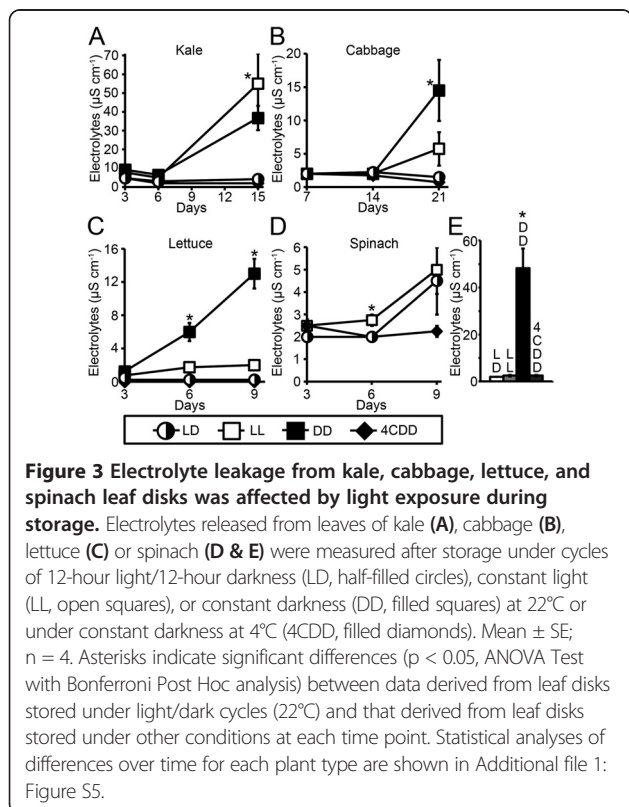 A
Kale
Electrolytes (µS cm⁻¹)
70
60
50
40
30
20
10
0
*
3
6
9
12
15
Days
B
Cabbage
Electrolytes (µS cm⁻¹)
20
15
10
5
0
*
7
14
21
Days
C
Lettuce
Electrolytes (µS cm⁻¹)
16
12
8
4
0
*
*
3
6
9
Days
D
Spinach
Electrolytes (µS cm⁻¹)
6
5
4
3
2
1
0
*
3
6
9
Days
E
Electrolytes (µS cm⁻¹)
60
40
20
0
LD
LL
*
DD
4CDD
LD LL DD 4CDD
Figure 3 Electrolyte leakage from kale, cabbage, lettuce, and
spinach leaf disks was affected by light exposure during
storage. Electrolytes released from leaves of kale (A), cabbage (B),
lettuce (C) or spinach (D & E) were measured after storage under cycles
of 12-hour light/12-hour darkness (LD, half-filled circles), constant light
(LL, open squares), or constant darkness (DD, filled squares) at 22°C or
under constant darkness at 4°C (4CDD, filled diamonds). Mean ± SE;
n = 4. Asterisks indicate significant differences (p < 0.05, ANOVA Test
with Bonferroni Post Hoc analysis) between data derived from leaf disks
stored under light/dark cycles (22°C) and that derived from leaf disks
stored under other conditions at each time point. Statistical analyses of
differences over time for each plant type are shown in Additional file 1:
Figure S5.